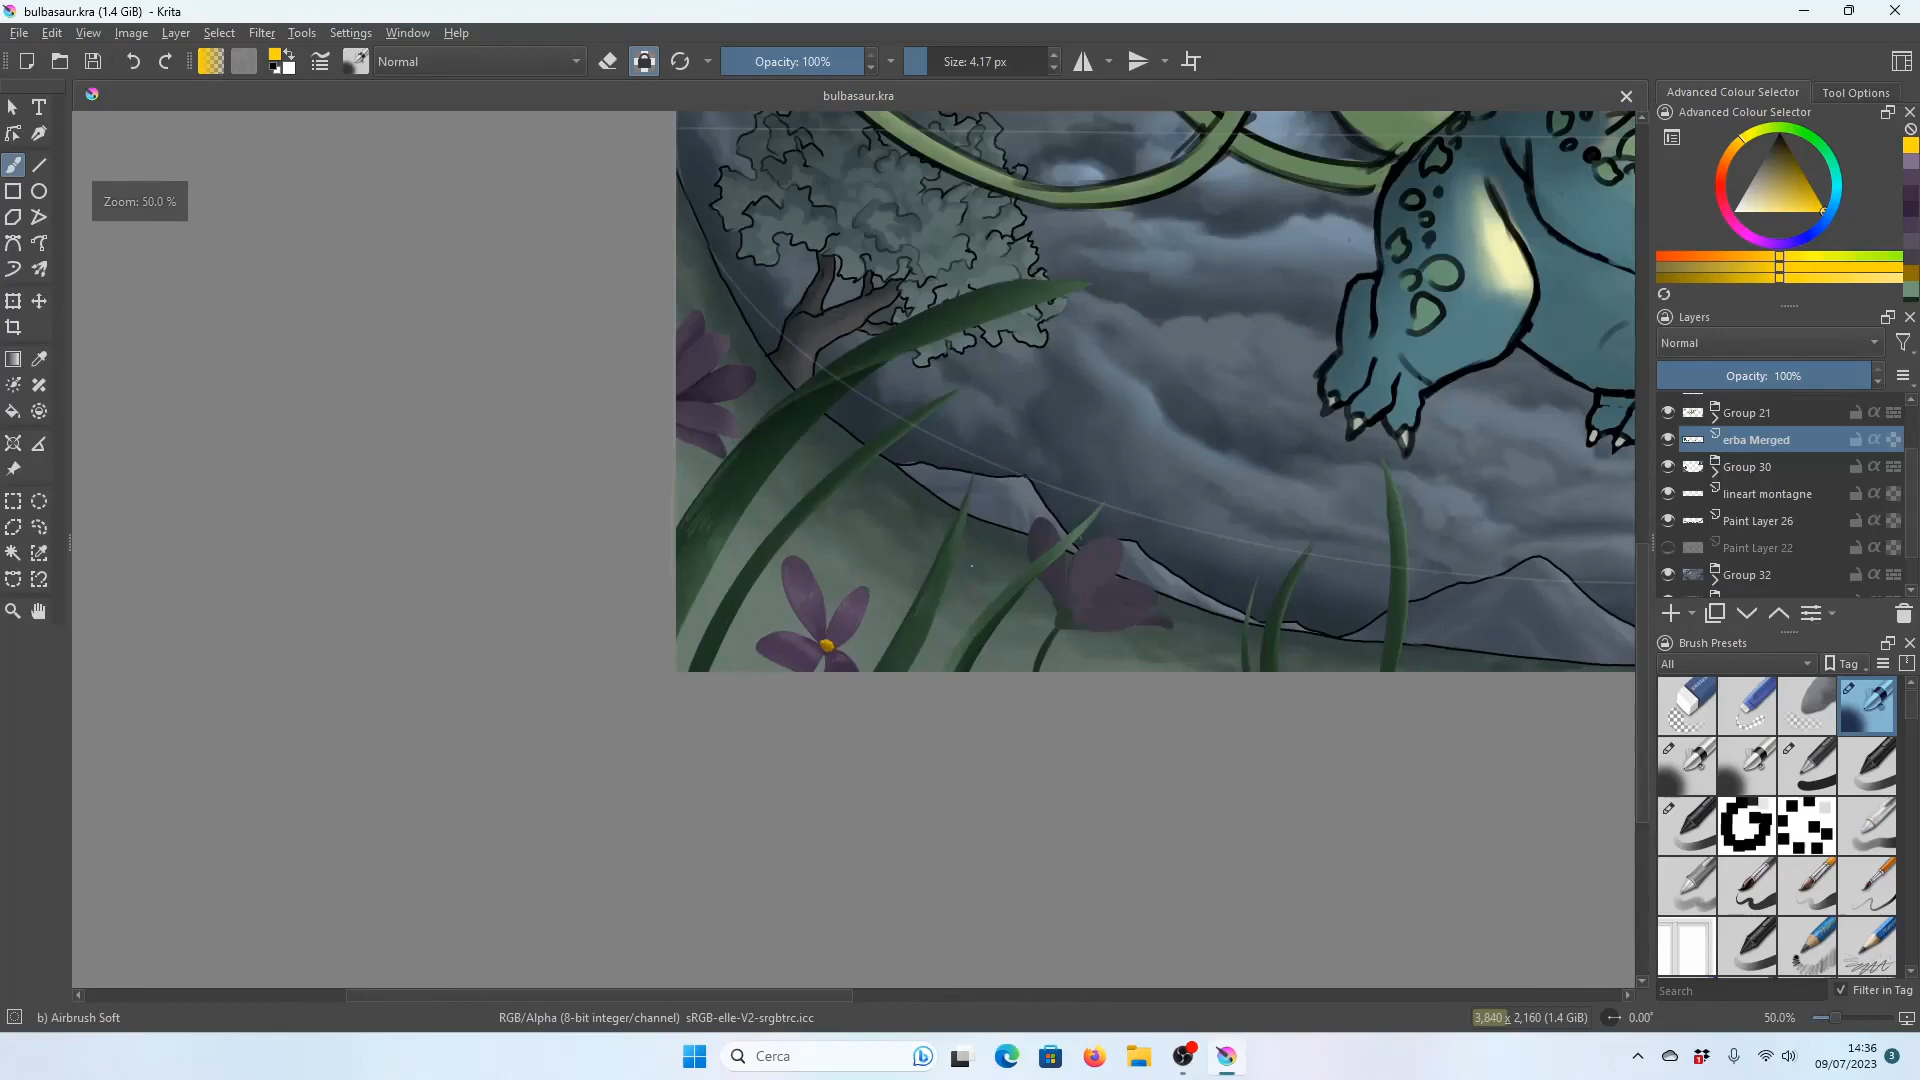 bulbasaur.kra (1.4 GiB)  - Krita
File Edit View Image Layer Select Filter Tools Settings Window Help
Normal
Opacity: 100%
Size: 4.17 px
bulbasaur.kra
Advanced Colour Selector
Tool Options
Advanced Colour Selector
Zoom: 50.0 %
Layers
Normal
Opacity:  100%
Group 21
erba Merged
Group 30
lineart montagne
Paint Layer 26
Paint Layer 22
Group 32
Brush Presets
All
Tag
Search
Filter in Tag
b) Airbrush Soft
RGB/Alpha (8-bit integer/channel)  sRGB-elle-V2-srgbtrc.icc
3,840 x 2,160 (1.4 GiB)
0.00°
50.0%
Cerca
1
14:36
09/07/2023
3